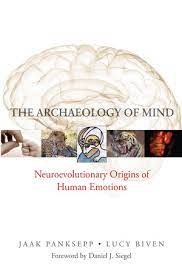 THE ARCHAEOLOGY OF MIND
Neuroevolutionary Origins of
Human Emotions
JAAK PANKSEPP • LUCY BIVEN
Foreword by Daniel J. Siegel